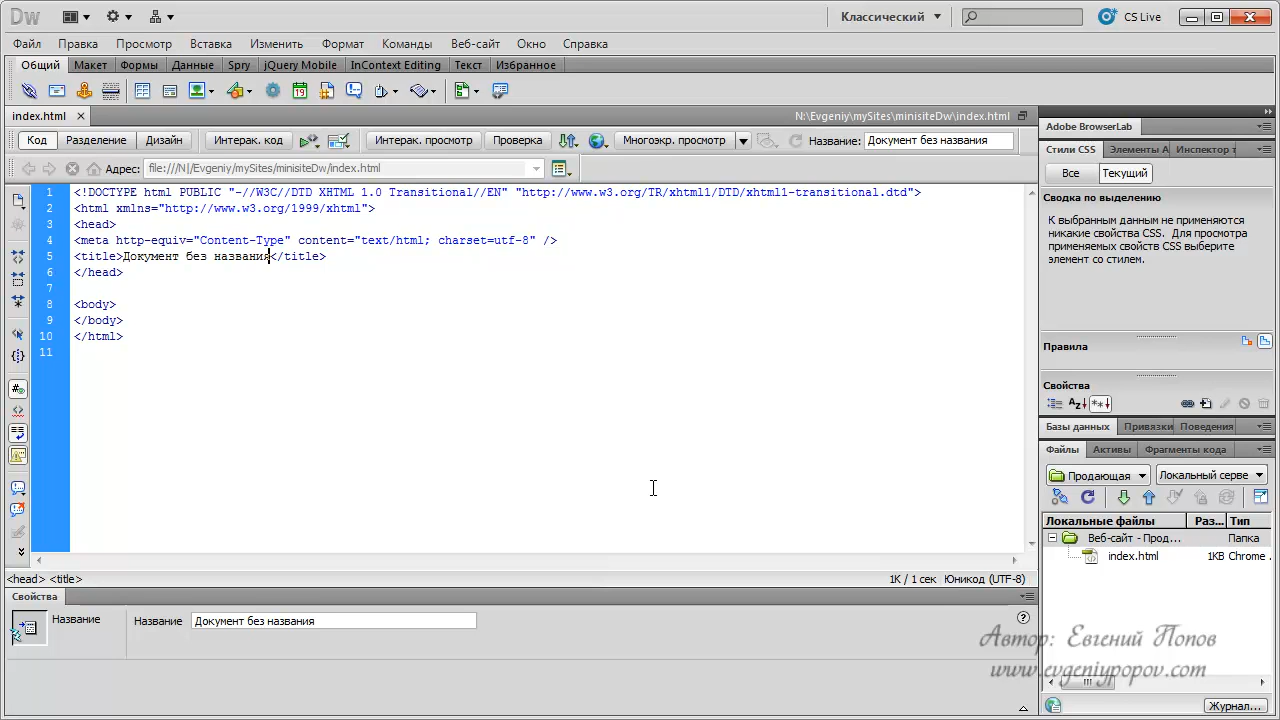 Dw
Классический
CS Live
Файл Правка Просмотр Вставка Изменить Формат Команды Веб-сайт Окно Справка
Общий Макет Формы Данные Spry jQuery Mobile InContext Editing Текст Избранное
index.html
N:\Evgeniy\mySites\minisiteDw\index.html
Код Разделение Дизайн Интерак. код Интерак. просмотр Проверка Многоэкр. просмотр Название: Документ без названия
Адрес: file:///N|/Evgeniy/mySites/minisiteDw/index.html
1 <!DOCTYPE html PUBLIC "-//W3C//DTD XHTML 1.0 Transitional//EN" "http://www.w3.org/TR/xhtml1/DTD/xhtml1-transitional.dtd">
2 <html xmlns="http://www.w3.org/1999/xhtml">
3 <head>
4 <meta http-equiv="Content-Type" content="text/html; charset=utf-8" />
5 <title>Документ без названия</title>
6 </head>
7
8 <body>
9 </body>
10 </html>
11
<head> <title>
1K / 1 сек Юникод (UTF-8)
Свойства
Название
Название Документ без названия
Adobe BrowserLab
Стили CSS Элементы A Инспектор т
Все Текущий
Сводка по выделению
К выбранным данным не применяются
никакие свойства CSS. Для просмотра
применяемых свойств CSS выберите
элемент со стилем.
Правила
Свойства
Базы данных Привязки Поведения
Файлы Активы Фрагменты кода
Продающая Локальный серве
Локальные файлы Раз... Тип
Веб-сайт - Прод... Папка
index.html 1KB Chrome .
Автор: Евгений Попов
www.evgeniypopov.com
Журнал...